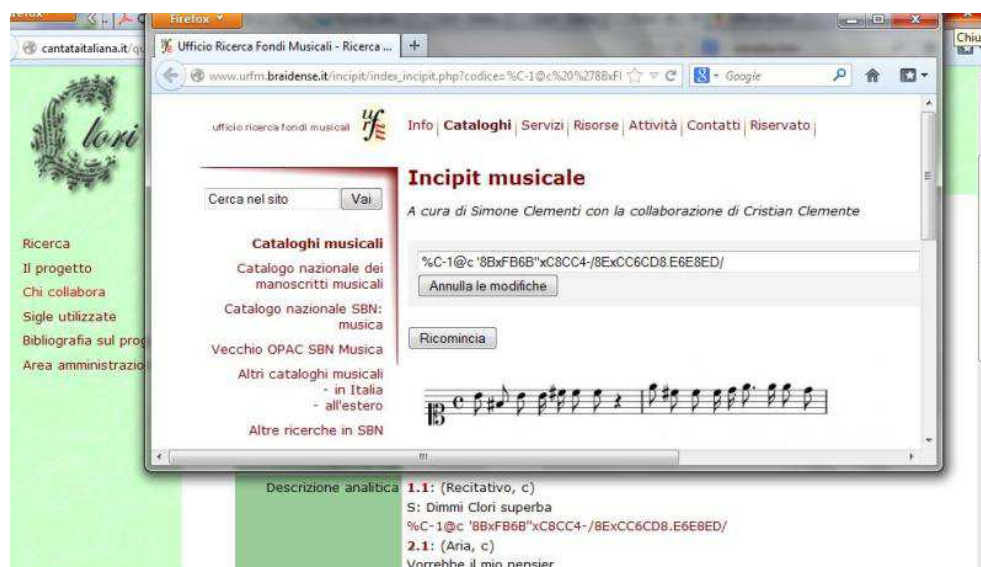 Firefox
Chiu
cantataitaliana.it/
Ufficio Ricerca Fondi Musicali - Ricerca ...
www.urfm.braidense.it/incipit/index_incipit.php?codice=%C-1@c%20%2788xFl
Google
Clori
Ricerca
Il progetto
Chi collabora
Sigle utilizzate
Bibliografia sul
Area amministrazio
ufficio ricerca fondi musicali
urfm
Info | Cataloghi | Servizi | Risorse | Attività | Contatti | Riservato |
Cerca nel sito
Vai
Cataloghi musicali
Catalogo nazionale dei
manoscritti musicali
Catalogo nazionale SBN:
musica
Vecchio OPAC SBN Musica
Altri cataloghi musicali
- in Italia
- all'estero
Altre ricerche in SBN
Incipit musicale
A cura di Simone Clementi con la collaborazione di Cristian Clemente
%C-1@c '8BxFB6B"xC8CC4-/8ExCC6CD8.E6E8ED/
Annulla le modifiche
Ricomincia
Descrizione analitica
1.1: (Recitativo, c)
S: Dimmi Clori superba
%C-1@c '8BxFB6B"xC8CC4-/8ExCC6CD8.E6E8ED/
2.1: (Aria, c)
Vorrebbe il mio pensier